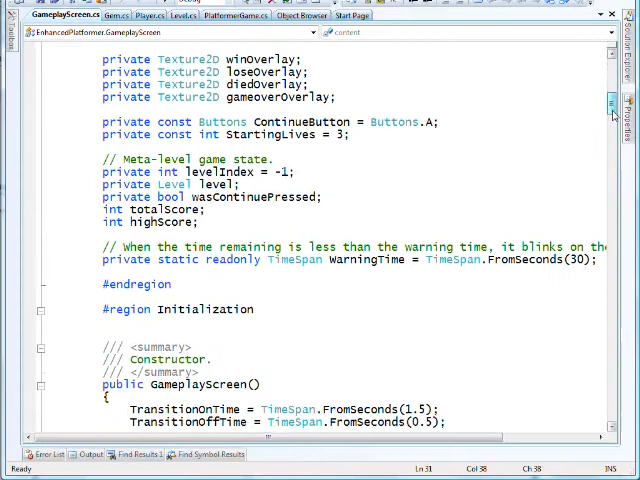 Debug
GameplayScreen.cs Gem.cs Player.cs Level.cs PlatformerGame.cs Object Browser Start Page
EnhancedPlatformer.GameplayScreen content
private Texture2D winOverlay;
private Texture2D loseOverlay;
private Texture2D diedOverlay;
private Texture2D gameoverOverlay;
private const Buttons ContinueButton = Buttons.A;
private const int StartingLives = 3;
// Meta-level game state.
private int levelIndex = -1;
private Level level;
private bool wasContinuePressed;
int totalScore;
int highScore;
// When the time remaining is less than the warning time, it blinks on the
private static readonly TimeSpan WarningTime = TimeSpan.FromSeconds(30);
#endregion
#region Initialization
/// <summary>
/// Constructor.
/// </summary>
public GameplayScreen()
{
TransitionOnTime = TimeSpan.FromSeconds(1.5);
TransitionOffTime = TimeSpan.FromSeconds(0.5);
Error List Output Find Results 1 Find Symbol Results
Ready Ln 31 Col 38 Ch 38 INS
Toolbox
Solution Explorer
Properties